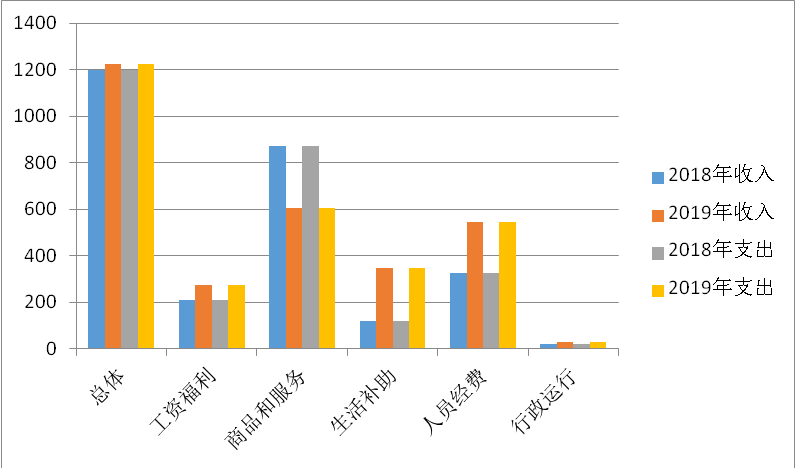 1400
1200
1000
800
600
400
200
0
总体
工资福利
商品和服务
生活补助
人员经费
行政运行
2018年收入
2019年收入
2018年支出
2019年支出